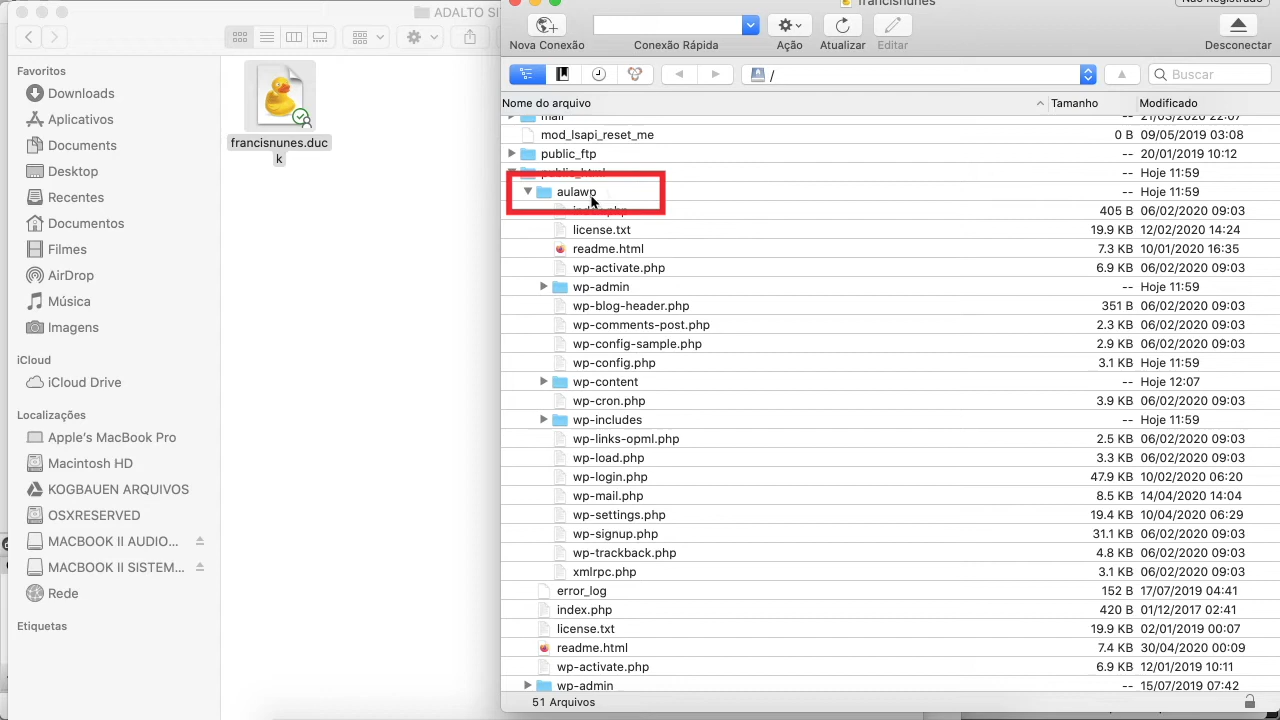 ADALTO SI
francisnunes
Não Registrado
Nova Conexão
Conexão Rápida
Ação
Atualizar
Editar
Desconectar
/
Buscar
Favoritos
Downloads
Aplicativos
Documents
Desktop
Recentes
Documentos
Filmes
AirDrop
Música
Imagens
iCloud
iCloud Drive
Localizações
Apple's MacBook Pro
Macintosh HD
KOGBAUEN ARQUIVOS
OSXRESERVED
MACBOOK II AUDIO...
MACBOOK II SISTEM...
Rede
Etiquetas
francisnunes.duc
k
Nome do arquivo Tamanho Modificado
mail -- 21/03/2020 22:07
mod_lsapi_reset_me 0 B 09/05/2019 03:08
public_ftp -- 20/01/2019 10:12
public_html -- Hoje 11:59
aulawp -- Hoje 11:59
index.php 405 B 06/02/2020 09:03
license.txt 19.9 KB 12/02/2020 14:24
readme.html 7.3 KB 10/01/2020 16:35
wp-activate.php 6.9 KB 06/02/2020 09:03
wp-admin -- Hoje 11:59
wp-blog-header.php 351 B 06/02/2020 09:03
wp-comments-post.php 2.3 KB 06/02/2020 09:03
wp-config-sample.php 2.9 KB 06/02/2020 09:03
wp-config.php 3.1 KB Hoje 11:59
wp-content -- Hoje 12:07
wp-cron.php 3.9 KB 06/02/2020 09:03
wp-includes -- Hoje 11:59
wp-links-opml.php 2.5 KB 06/02/2020 09:03
wp-load.php 3.3 KB 06/02/2020 09:03
wp-login.php 47.9 KB 10/02/2020 06:20
wp-mail.php 8.5 KB 14/04/2020 14:04
wp-settings.php 19.4 KB 10/04/2020 06:29
wp-signup.php 31.1 KB 06/02/2020 09:03
wp-trackback.php 4.8 KB 06/02/2020 09:03
xmlrpc.php 3.1 KB 06/02/2020 09:03
error_log 152 B 17/07/2019 04:41
index.php 420 B 01/12/2017 02:41
license.txt 19.9 KB 02/01/2019 00:07
readme.html 7.4 KB 30/04/2020 00:09
wp-activate.php 6.9 KB 12/01/2019 10:11
wp-admin -- 15/07/2019 07:42
51 Arquivos